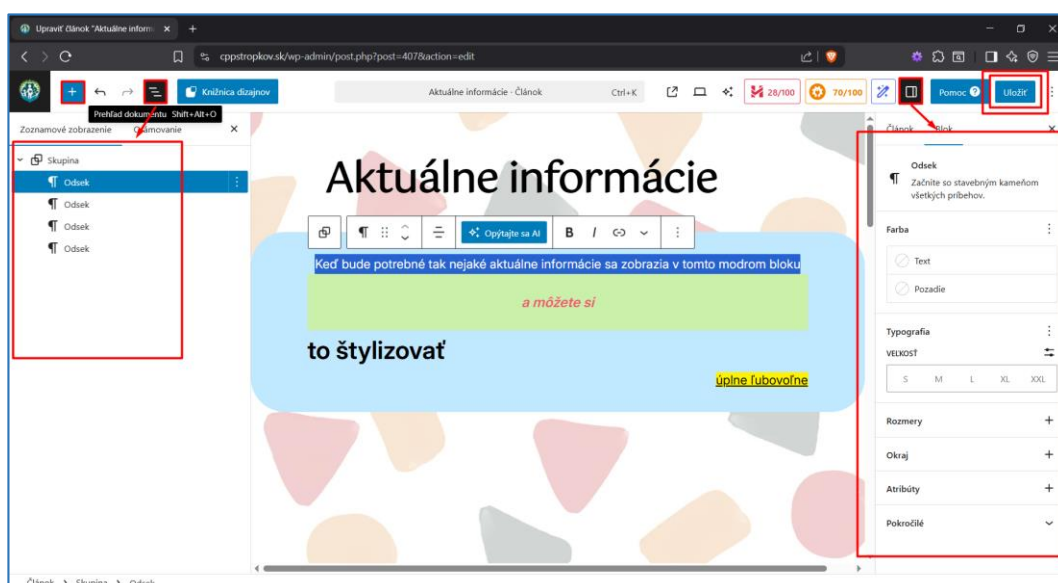 Upraviť článok "Aktuálne inform
cppstropkov.sk/wp-admin/post.php?post=407&action=edit
Knižnica dizajnov
Aktuálne informácie · Článok
Ctrl+K
28/100
70/100
Pomoc
Uložiť
Prehľad dokumentu Shift+Alt+O
Zoznamové zobrazenie
Článok
Blok
Skupina
Odsek
Odsek
Odsek
Odsek
Aktuálne informácie
Opýtajte sa AI
B I
Keď bude potrebné tak nejaké aktuálne informácie sa zobrazia v tomto modrom bloku
a môžete si
to štylizovať
úplne ľubovoľne
Odsek
Začnite so stavebným kameňom
všetkých príbehov.
Farba
Text
Pozadie
Typografia
VEĽKOSŤ
S M L XL XXL
Rozmery
Okraj
Atribúty
Pokročilé
Článok > Skupina > Odsek